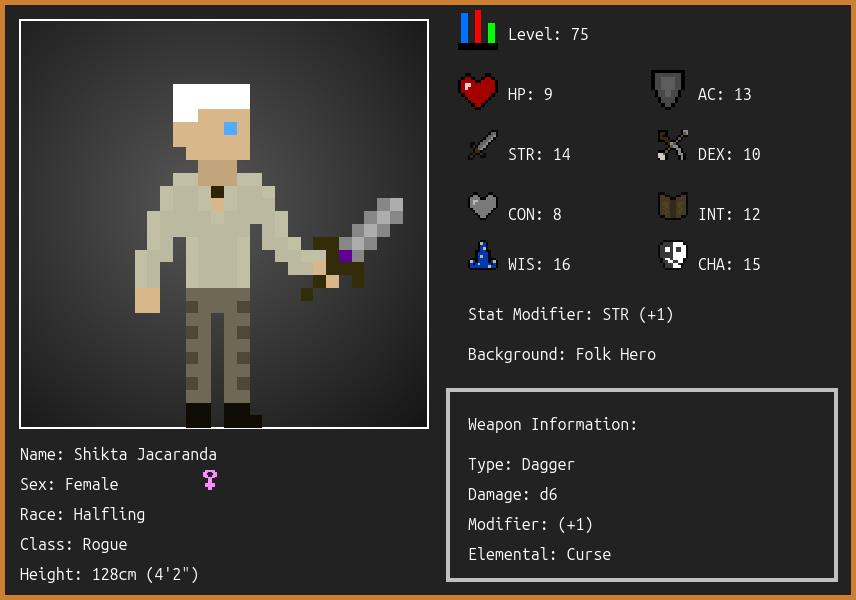 Level: 75
HP: 9
AC: 13
STR: 14
DEX: 10
CON: 8
INT: 12
WIS: 16
CHA: 15
Stat Modifier: STR (+1)
Background: Folk Hero
Weapon Information:
Type: Dagger
Damage: d6
Modifier: (+1)
Elemental: Curse
Name: Shikta Jacaranda
Sex: Female
Race: Halfling
Class: Rogue
Height: 128cm (4'2")